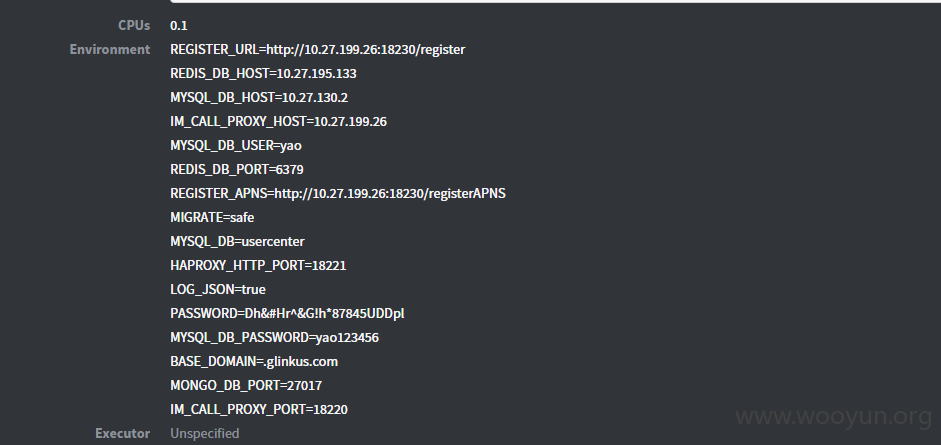 CPUs 0.1
Environment REGISTER_URL=http://10.27.199.26:18230/register
REDIS_DB_HOST=10.27.195.133
MYSQL_DB_HOST=10.27.130.2
IM_CALL_PROXY_HOST=10.27.199.26
MYSQL_DB_USER=yao
REDIS_DB_PORT=6379
REGISTER_APNS=http://10.27.199.26:18230/registerAPNS
MIGRATE=safe
MYSQL_DB=usercenter
HAPROXY_HTTP_PORT=18221
LOG_JSON=true
PASSWORD=Dh&#Hr^&G!h*87845UDDpl
MYSQL_DB_PASSWORD=yao123456
BASE_DOMAIN=.glinkus.com
MONGO_DB_PORT=27017
IM_CALL_PROXY_PORT=18220
www.wooyun.org
Executor Unspecified